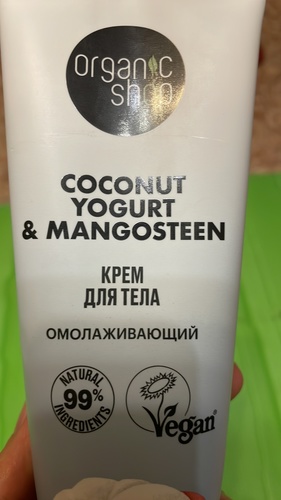 organic
shop
COCONUT
YOGURT
& MANGOSTEEN
КРЕМ
ДЛЯ ТЕЛА
ОМОЛАЖИВАЮЩИЙ
NATURAL
99%
INGREDIENTS
Vegan